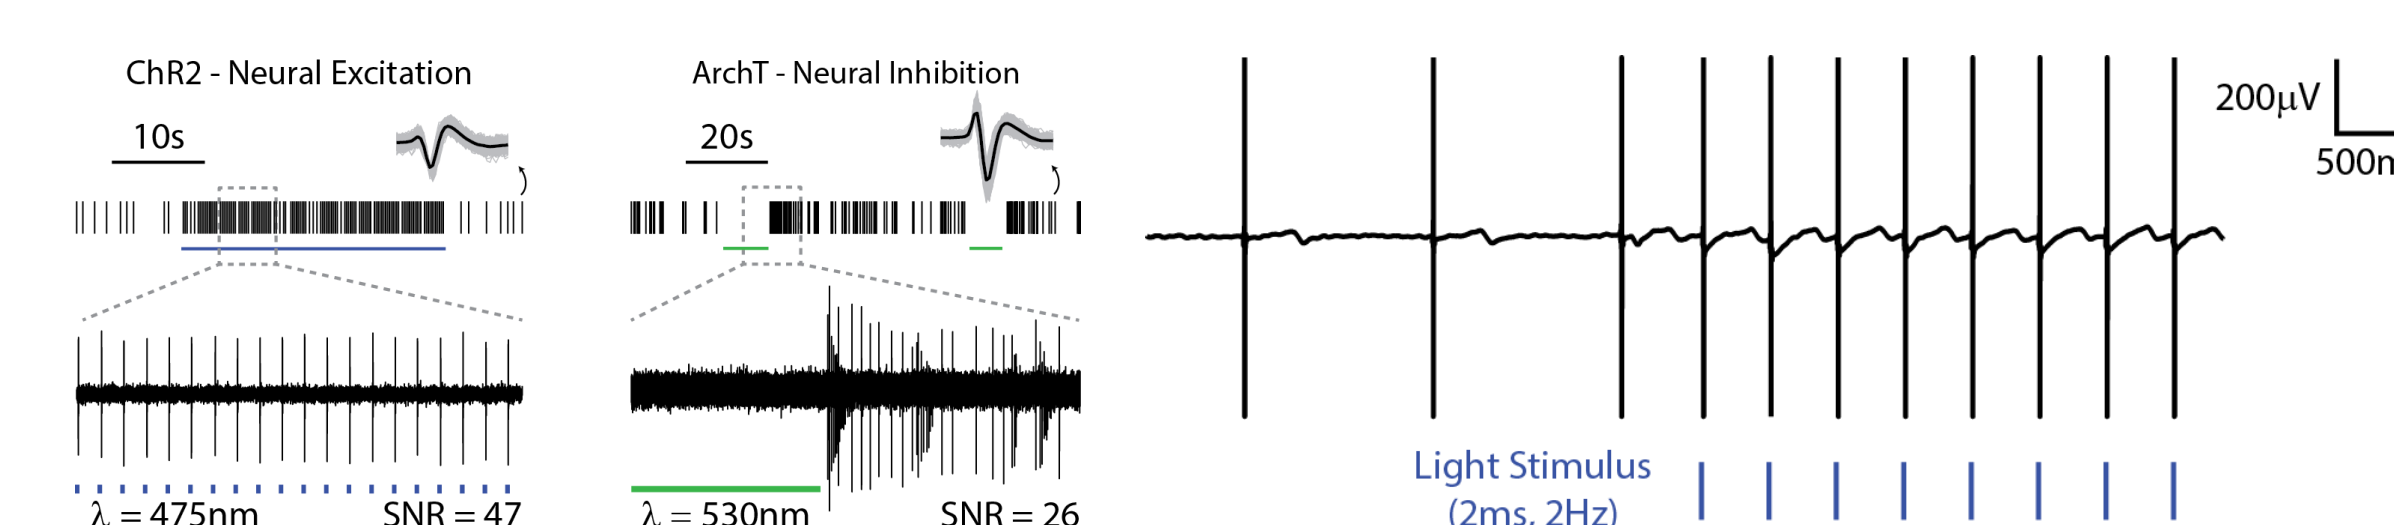 ChR2 - Neural Excitation
10s
λ = 475nm
SNR = 47
ArchT - Neural Inhibition
20s
λ = 530nm
SNR = 26
200µV
Light Stimulus
(2ms, 2Hz)